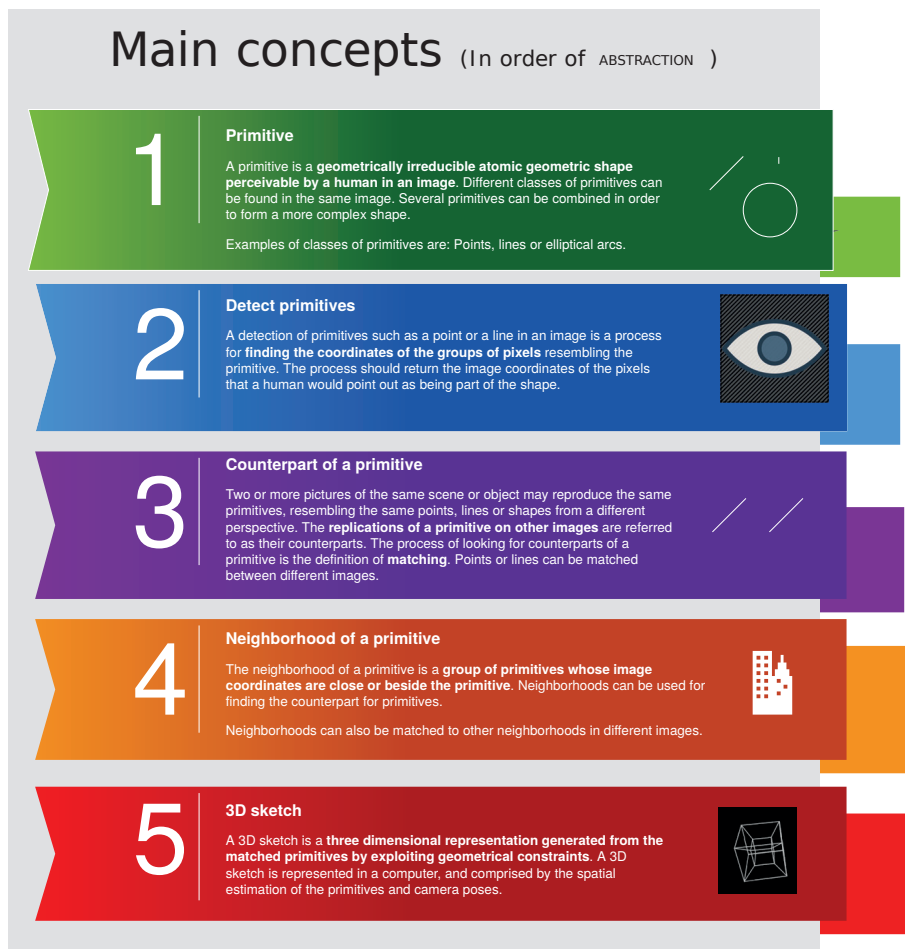 Main concepts (In order of ABSTRACTION )
1
Primitive
A primitive is a geometrically irreducible atomic geometric shape
perceivable by a human in an image. Different classes of primitives can
be found in the same image. Several primitives can be combined in order
to form a more complex shape.
Examples of classes of primitives are: Points, lines or elliptical arcs.
2
Detect primitives
A detection of primitives such as a point or a line in an image is a process
for finding the coordinates of the groups of pixels resembling the
primitive. The process should return the image coordinates of the pixels
that a human would point out as being part of the shape.
3
Counterpart of a primitive
Two or more pictures of the same scene or object may reproduce the same
primitives, resembling the same points, lines or shapes from a different
perspective. The replications of a primitive on other images are referred
to as their counterparts. The process of looking for counterparts of a
primitive is the definition of matching. Points or lines can be matched
between different images.
4
Neighborhood of a primitive
The neighborhood of a primitive is a group of primitives whose image
coordinates are close or beside the primitive. Neighborhoods can be used for
finding the counterpart for primitives.
Neighborhoods can also be matched to other neighborhoods in different images.
5
3D sketch
A 3D sketch is a three dimensional representation generated from the
matched primitives by exploiting geometrical constraints. A 3D
sketch is represented in a computer, and comprised by the spatial
estimation of the primitives and camera poses.